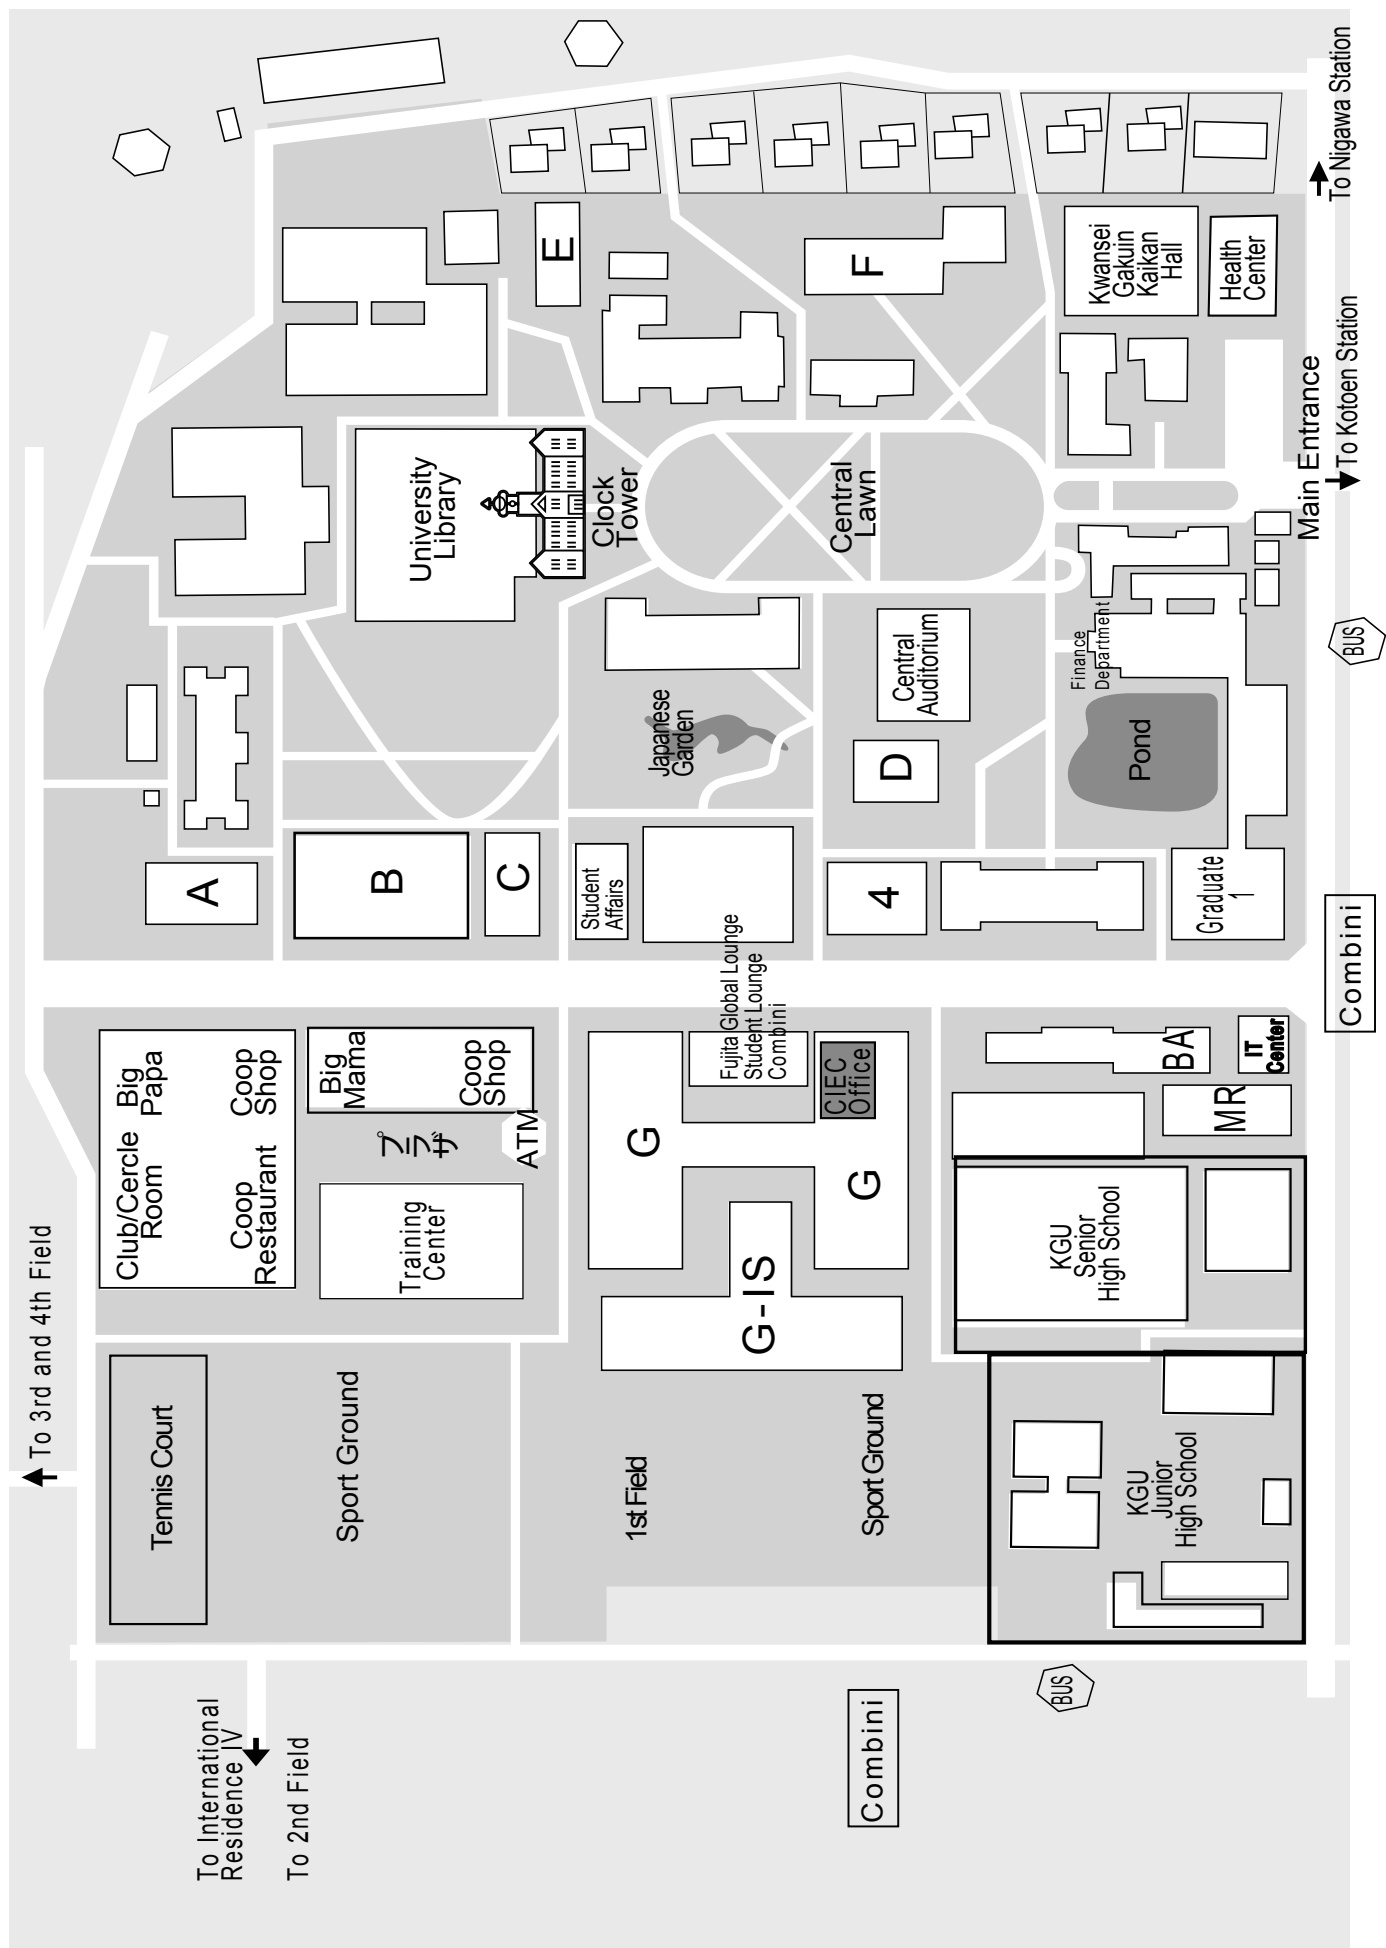 To 3rd and 4th Field
To International
Residence IV
To 2nd Field
Tennis Court
Club/Cercle
Room
Big
Papa
Coop
Restaurant
Coop
Shop
A
Sport Ground
Training
Center
プラザ
Big
Mama
Coop
Shop
ATM
B
C
University
Library
Clock
Tower
E
1st Field
G
Student
Affairs
Japanese
Garden
G-IS
Fujita Global Lounge
Student Lounge
Combini
CIEC
Office
G
Sport Ground
Combini
4
D
Central
Auditorium
Central
Lawn
F
BUS
KGU
Senior
High School
KGU
Junior
High School
BA
MR
IT
Center
Graduate
1
Pond
Finance
Department
Kwansei
Gakuin
Kaikan
Hall
Health
Center
Combini
BUS
Main Entrance
To Kotoen Station
To Nigawa Station